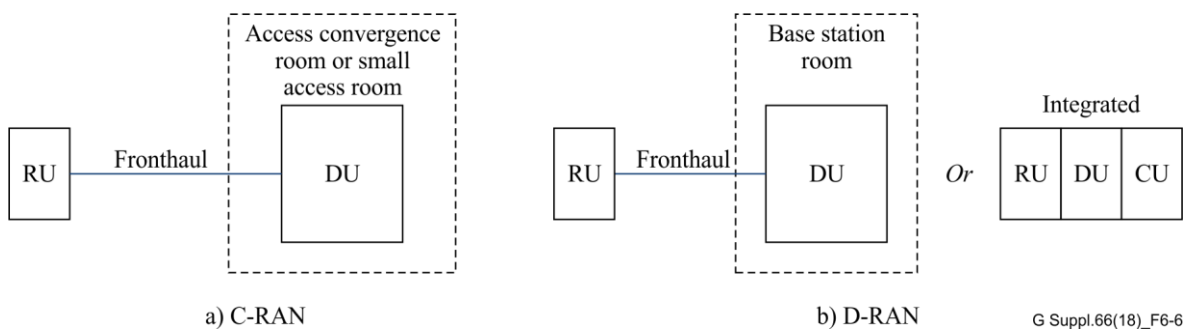 Access convergence
room or small
access room
RU
Fronthaul
DU
a) C-RAN
Base station
room
RU
Fronthaul
DU
Or
Integrated
RU DU CU
b) D-RAN
G Suppl.66(18)_F6-6